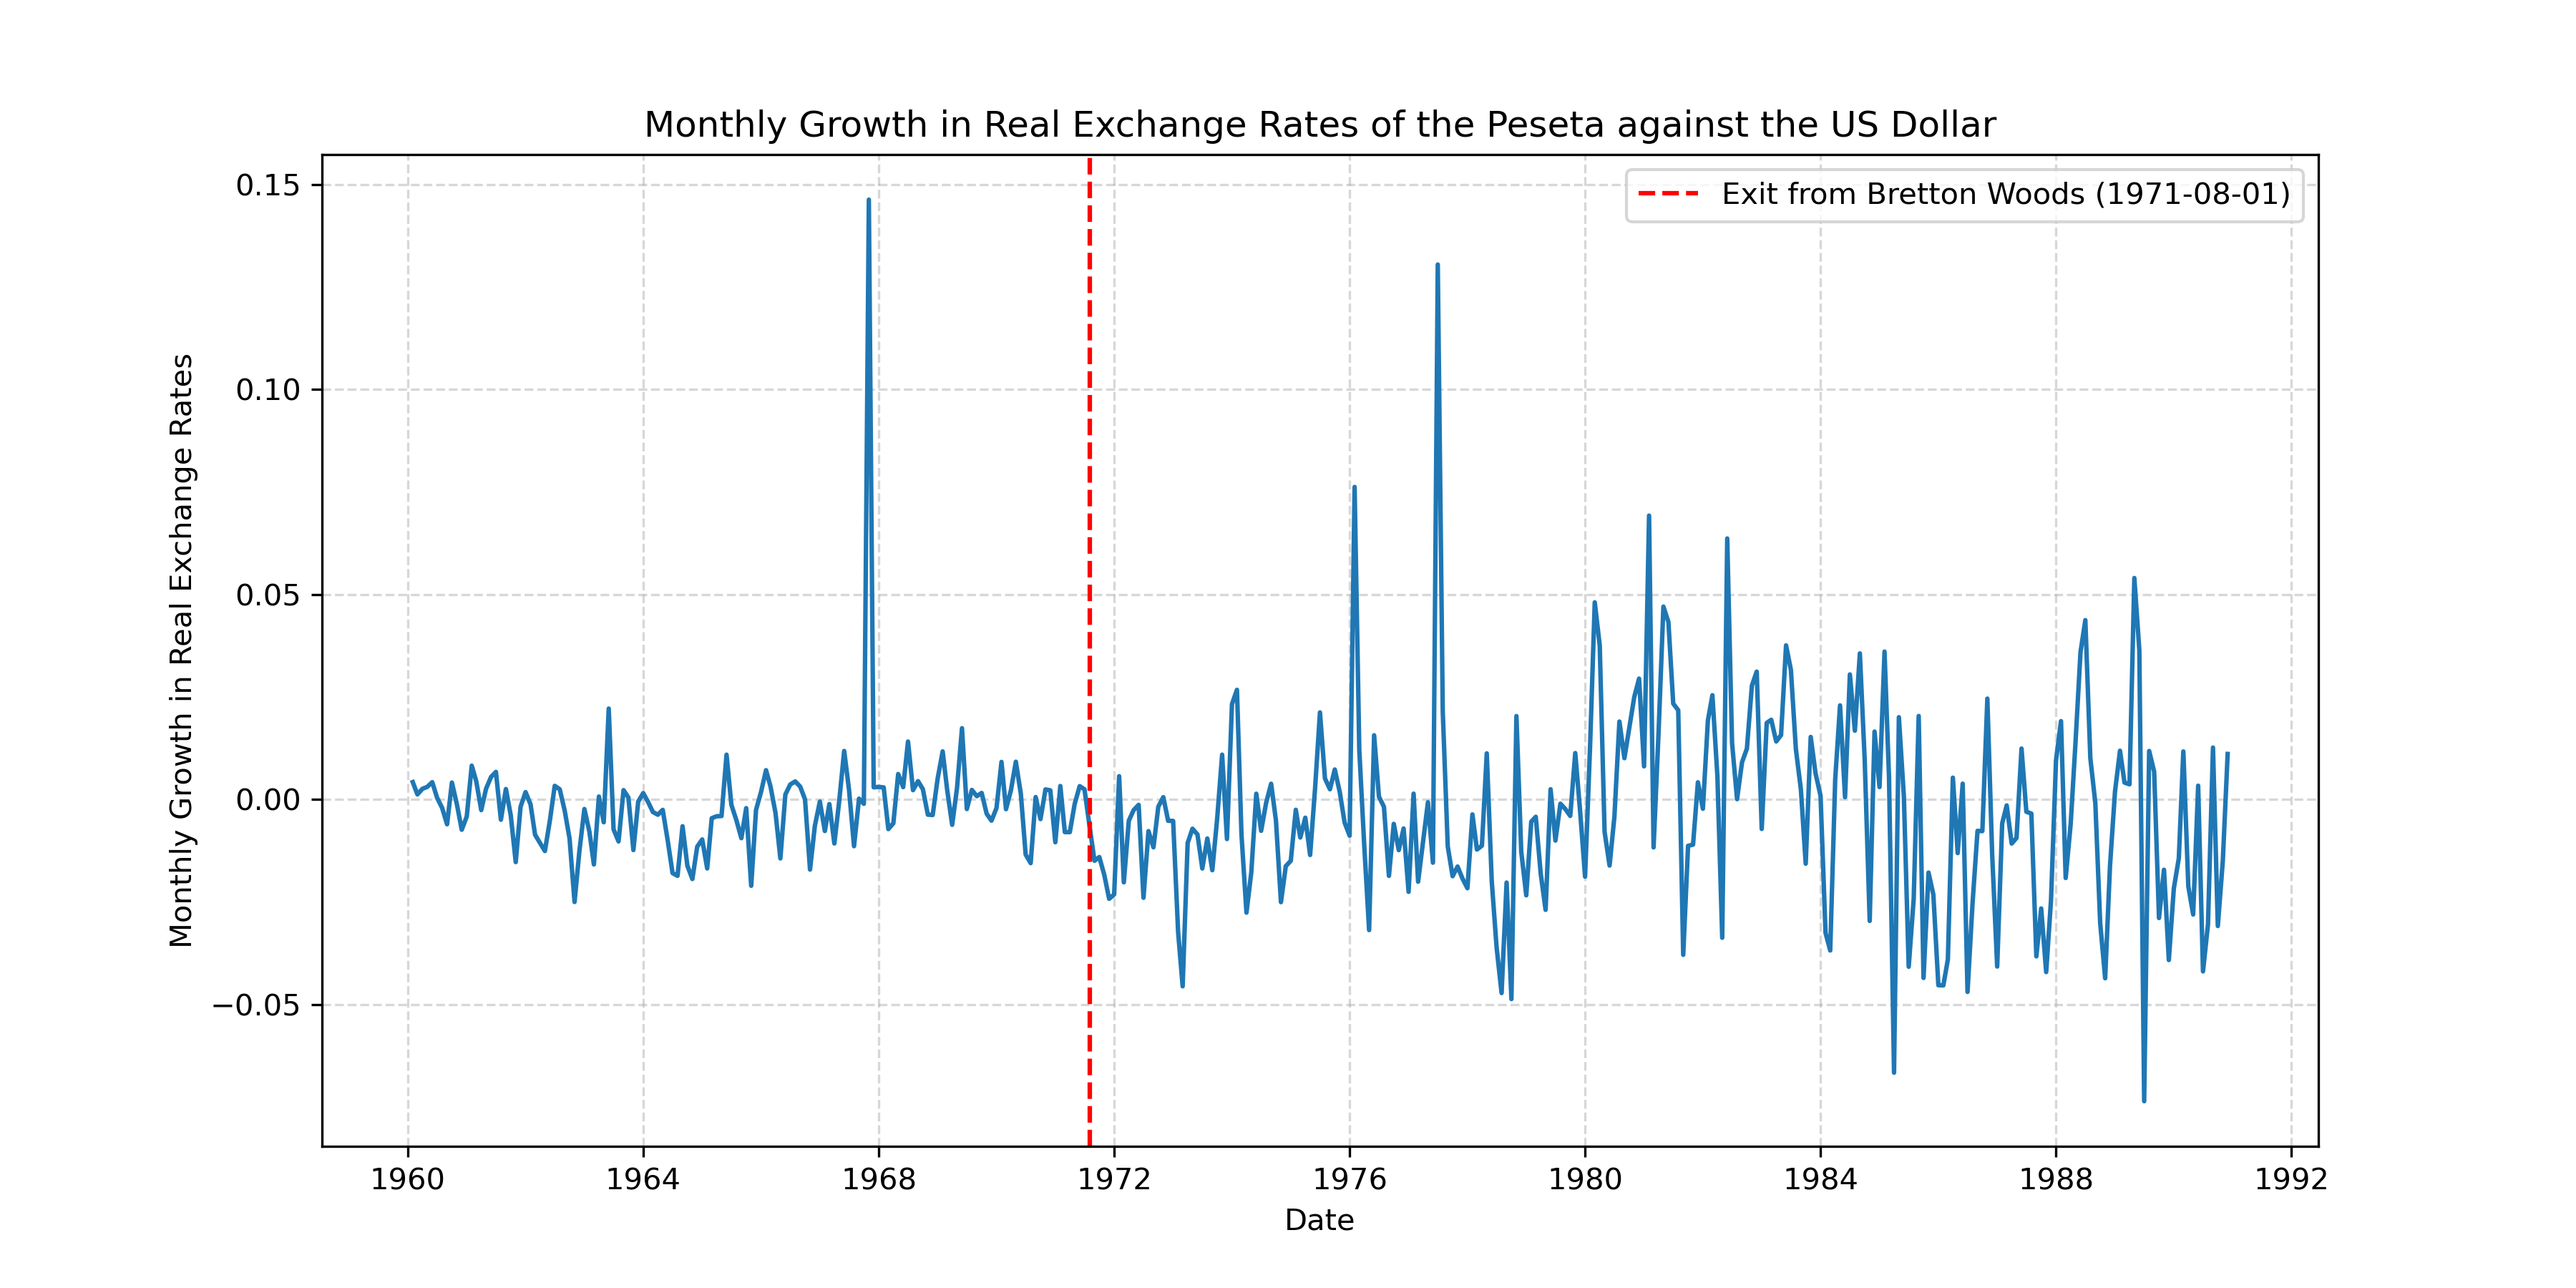 Monthly Growth in Real Exchange Rates of the Peseta against the US Dollar
Exit from Bretton Woods (1971-08-01)
Monthly Growth in Real Exchange Rates
0.15
0.10
0.05
0.00
−0.05
1960 1964 1968 1972 1976 1980 1984 1988 1992
Date